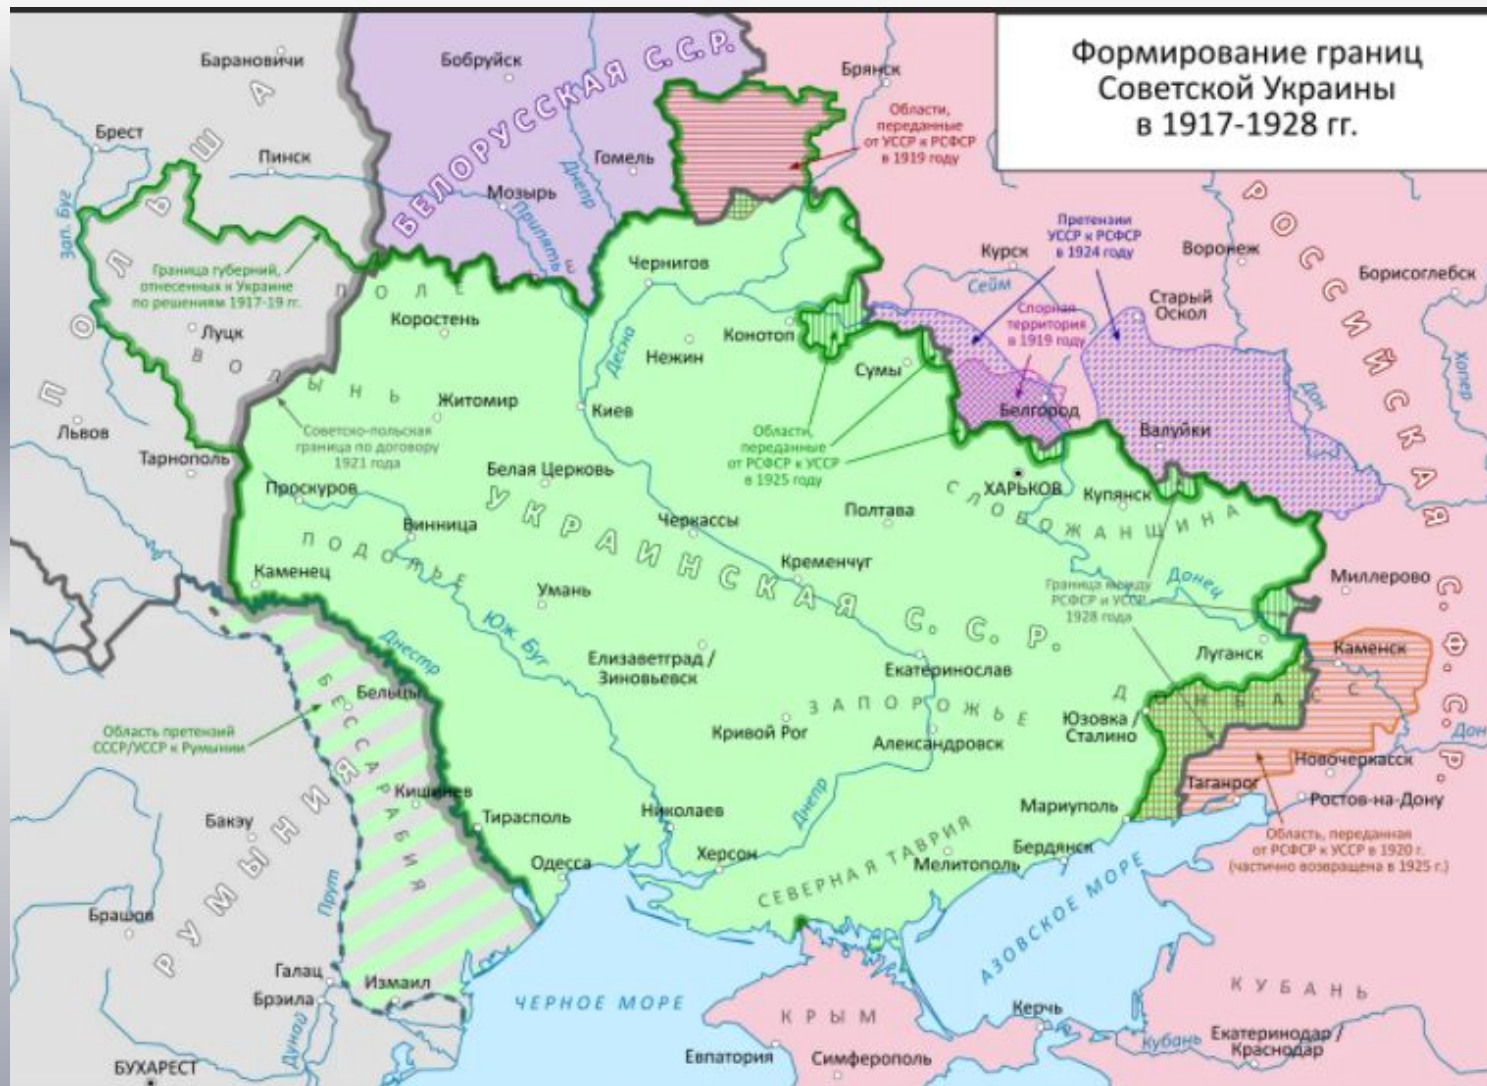 Формирование границ
Советской Украины
в 1917-1928 гг.
Барановичи
Бобруйск
Брянск
БЕЛОРУССКАЯ С.С.Р.
Области,
переданные
от УССР к РСФСР
в 1919 году
Брест
Пинск
Гомель
Мозырь
Днепр
Припять
ПОЛЬША
РОССИЙСКАЯ С.Ф.С.Р.
Зап. Буг
Претензии
УССР к РСФСР
в 1924 году
Курск
Воронеж
Борисоглебск
Сейм
Старый
Оскол
Чернигов
Граница губерний,
отнесенных к Украине
по решениям 1917-19 гг.
ПОЛЕ
Коростень
Луцк
ВОЛЫНЬ
Десна
Нежин
Конотоп
Сумы
Спорная
территория
в 1919 году
Хопер
Дон
Житомир
Киев
Белгород
Валуйки
Львов
Советско-польская
граница по договору
1921 года
Области,
переданные
от РСФСР к УССР
в 1925 году
Тарнополь
Белая Церковь
Проскуров
ХАРЬКОВ
Купянск
СЛОБОЖАНЩИНА
Полтава
Винница
Черкассы
УКРАИНСКАЯ С.С.Р.
ПОДОЛЬЕ
Кременчуг
Каменец
Умань
Донец
Граница между
РСФСР и УССР
1928 года
Миллерово
Юж. Буг
Днестр
Елизаветград /
Зиновьевск
Екатеринослав
Луганск
Каменск
БЕССАРАБИЯ
Бельцы
ЗАПОРОЖЬЕ
ДОНБАСС
Область претензий
СССР/УССР к Румынии
Кривой Рог
Александровск
Юзовка /
Сталино
Дон
Новочеркасск
Кишинев
Таганрог
Ростов-на-Дону
Николаев
Днепр
Мариуполь
Тирасполь
Бакэу
РУМЫНИЯ
Херсон
СЕВЕРНАЯ ТАВРИЯ
Бердянск
Мелитополь
Область, переданная
от РСФСР к УССР в 1920 г.
(частично возвращена в 1925 г.)
Одесса
Прут
Брашов
АЗОВСКОЕ МОРЕ
Галац
Измаил
Брэила
ЧЕРНОЕ МОРЕ
КРЫМ
Керчь
КУБАНЬ
Дунай
Кубань
Екатеринодар /
Краснодар
Евпатория
Симферополь
БУХАРЕСТ